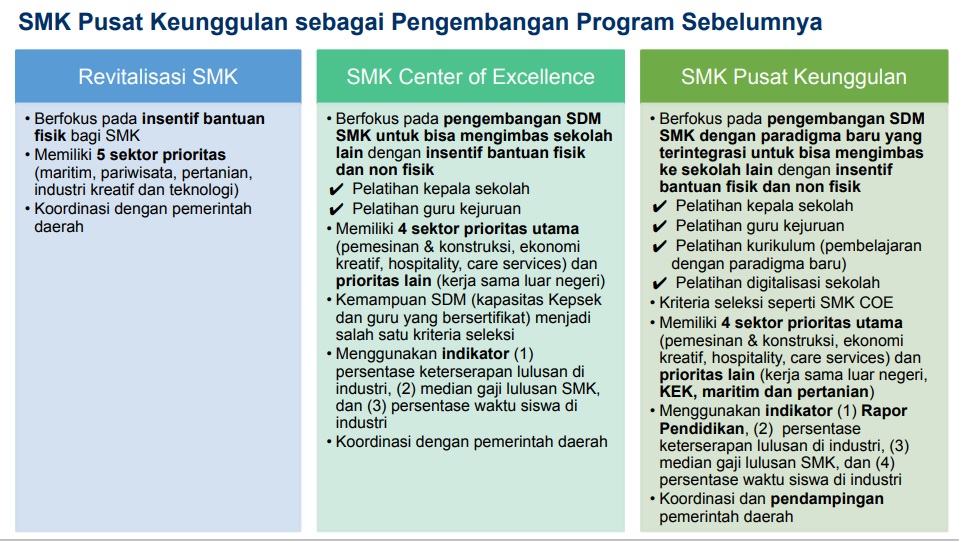 SMK Pusat Keunggulan sebagai Pengembangan Program Sebelumnya
Revitalisasi SMK
• Berfokus pada insentif bantuan
fisik bagi SMK
• Memiliki 5 sektor prioritas
(maritim, pariwisata, pertanian,
industri kreatif dan teknologi)
• Koordinasi dengan pemerintah
daerah
SMK Center of Excellence
• Berfokus pada pengembangan SDM
SMK untuk bisa mengimbas sekolah
lain dengan insentif bantuan fisik
dan non fisik
✔ Pelatihan kepala sekolah
✔ Pelatihan guru kejuruan
• Memiliki 4 sektor prioritas utama
(pemesinan & konstruksi, ekonomi
kreatif, hospitality, care services) dan
prioritas lain (kerja sama luar negeri)
• Kemampuan SDM (kapasitas Kepsek
dan guru yang bersertifikat) menjadi
salah satu kriteria seleksi
• Menggunakan indikator (1)
persentase keterserapan lulusan di
industri, (2) median gaji lulusan SMK,
dan (3) persentase waktu siswa di
industri
• Koordinasi dengan pemerintah daerah
SMK Pusat Keunggulan
• Berfokus pada pengembangan SDM
SMK dengan paradigma baru yang
terintegrasi untuk bisa mengimbas
ke sekolah lain dengan insentif
bantuan fisik dan non fisik
✔ Pelatihan kepala sekolah
✔ Pelatihan guru kejuruan
✔ Pelatihan kurikulum (pembelajaran
dengan paradigma baru)
✔ Pelatihan digitalisasi sekolah
• Kriteria seleksi seperti SMK COE
• Memiliki 4 sektor prioritas utama
(pemesinan & konstruksi, ekonomi
kreatif, hospitality, care services) dan
prioritas lain (kerja sama luar negeri,
KEK, maritim dan pertanian)
• Menggunakan indikator (1) Rapor
Pendidikan, (2) persentase
keterserapan lulusan di industri, (3)
median gaji lulusan SMK, dan (4)
persentase waktu siswa di industri
• Koordinasi dan pendampingan
pemerintah daerah